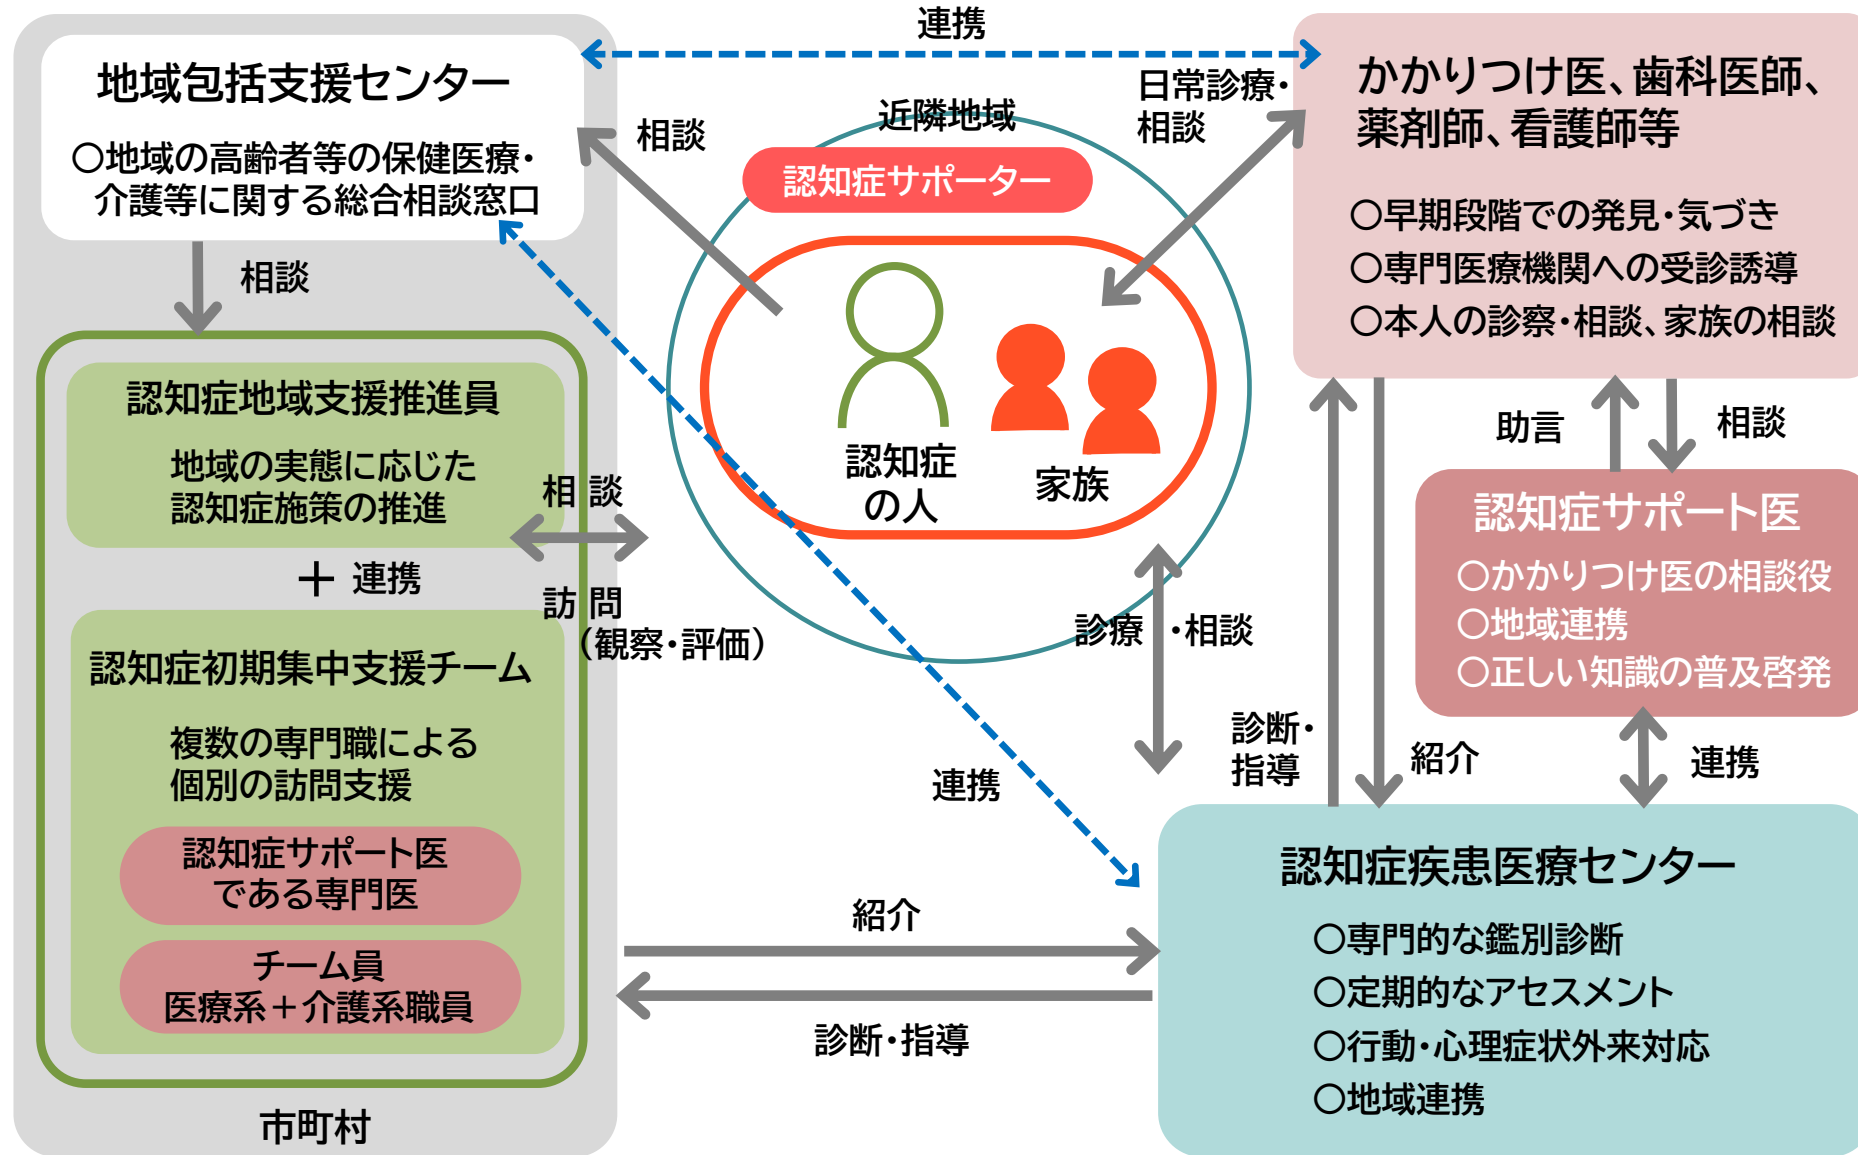 連携
地域包括支援センター
○地域の高齢者等の保健医療・
介護等に関する総合相談窓口
相談
近隣地域
認知症サポーター
日常診療・
相談
かかりつけ医、歯科医師、
薬剤師、看護師等
○早期段階での発見・気づき
○専門医療機関への受診誘導
○本人の診察・相談、家族の相談
相談
認知症地域支援推進員
地域の実態に応じた
認知症施策の推進
＋ 連携
認知症初期集中支援チーム
複数の専門職による
個別の訪問支援
認知症サポート医
である専門医
チーム員
医療系＋介護系職員
市町村
相 談
訪 問
（観察・評価）
認知症
の人
家族
診療 ・相談
助言
相談
認知症サポート医
○かかりつけ医の相談役
○地域連携
○正しい知識の普及啓発
診断・
指導
紹介
連携
連携
紹介
診断・指導
認知症疾患医療センター
○専門的な鑑別診断
○定期的なアセスメント
○行動・心理症状外来対応
○地域連携